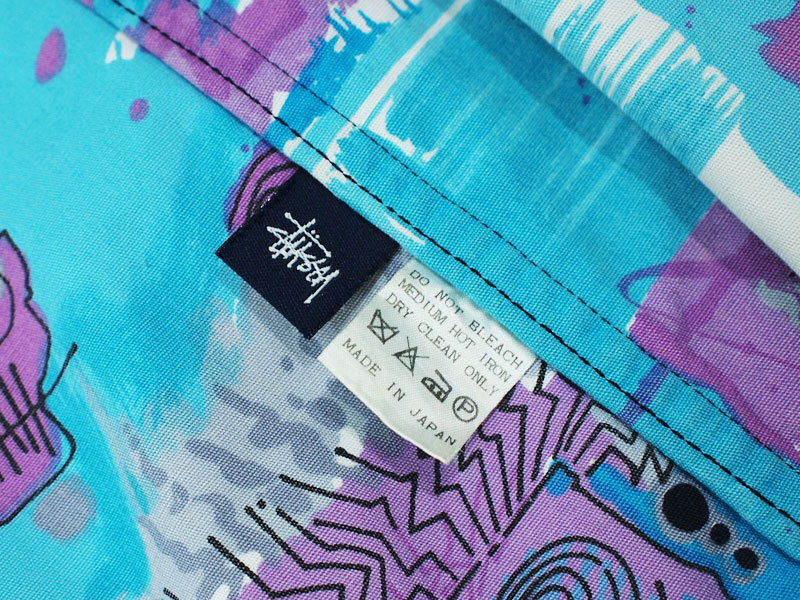 Stüssy
DO NOT BLEACH
MEDIUM HOT IRON
DRY CLEAN ONLY
P
MADE IN JAPAN